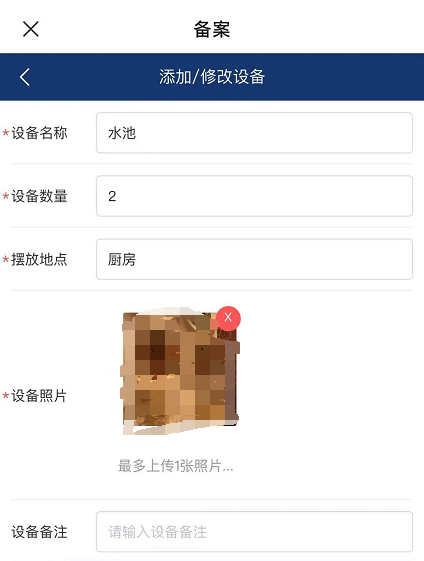 备案
添加/修改设备
*设备名称 水池
*设备数量 2
*摆放地点 厨房
X
*设备照片
最多上传1张照片...
设备备注 请输入设备备注